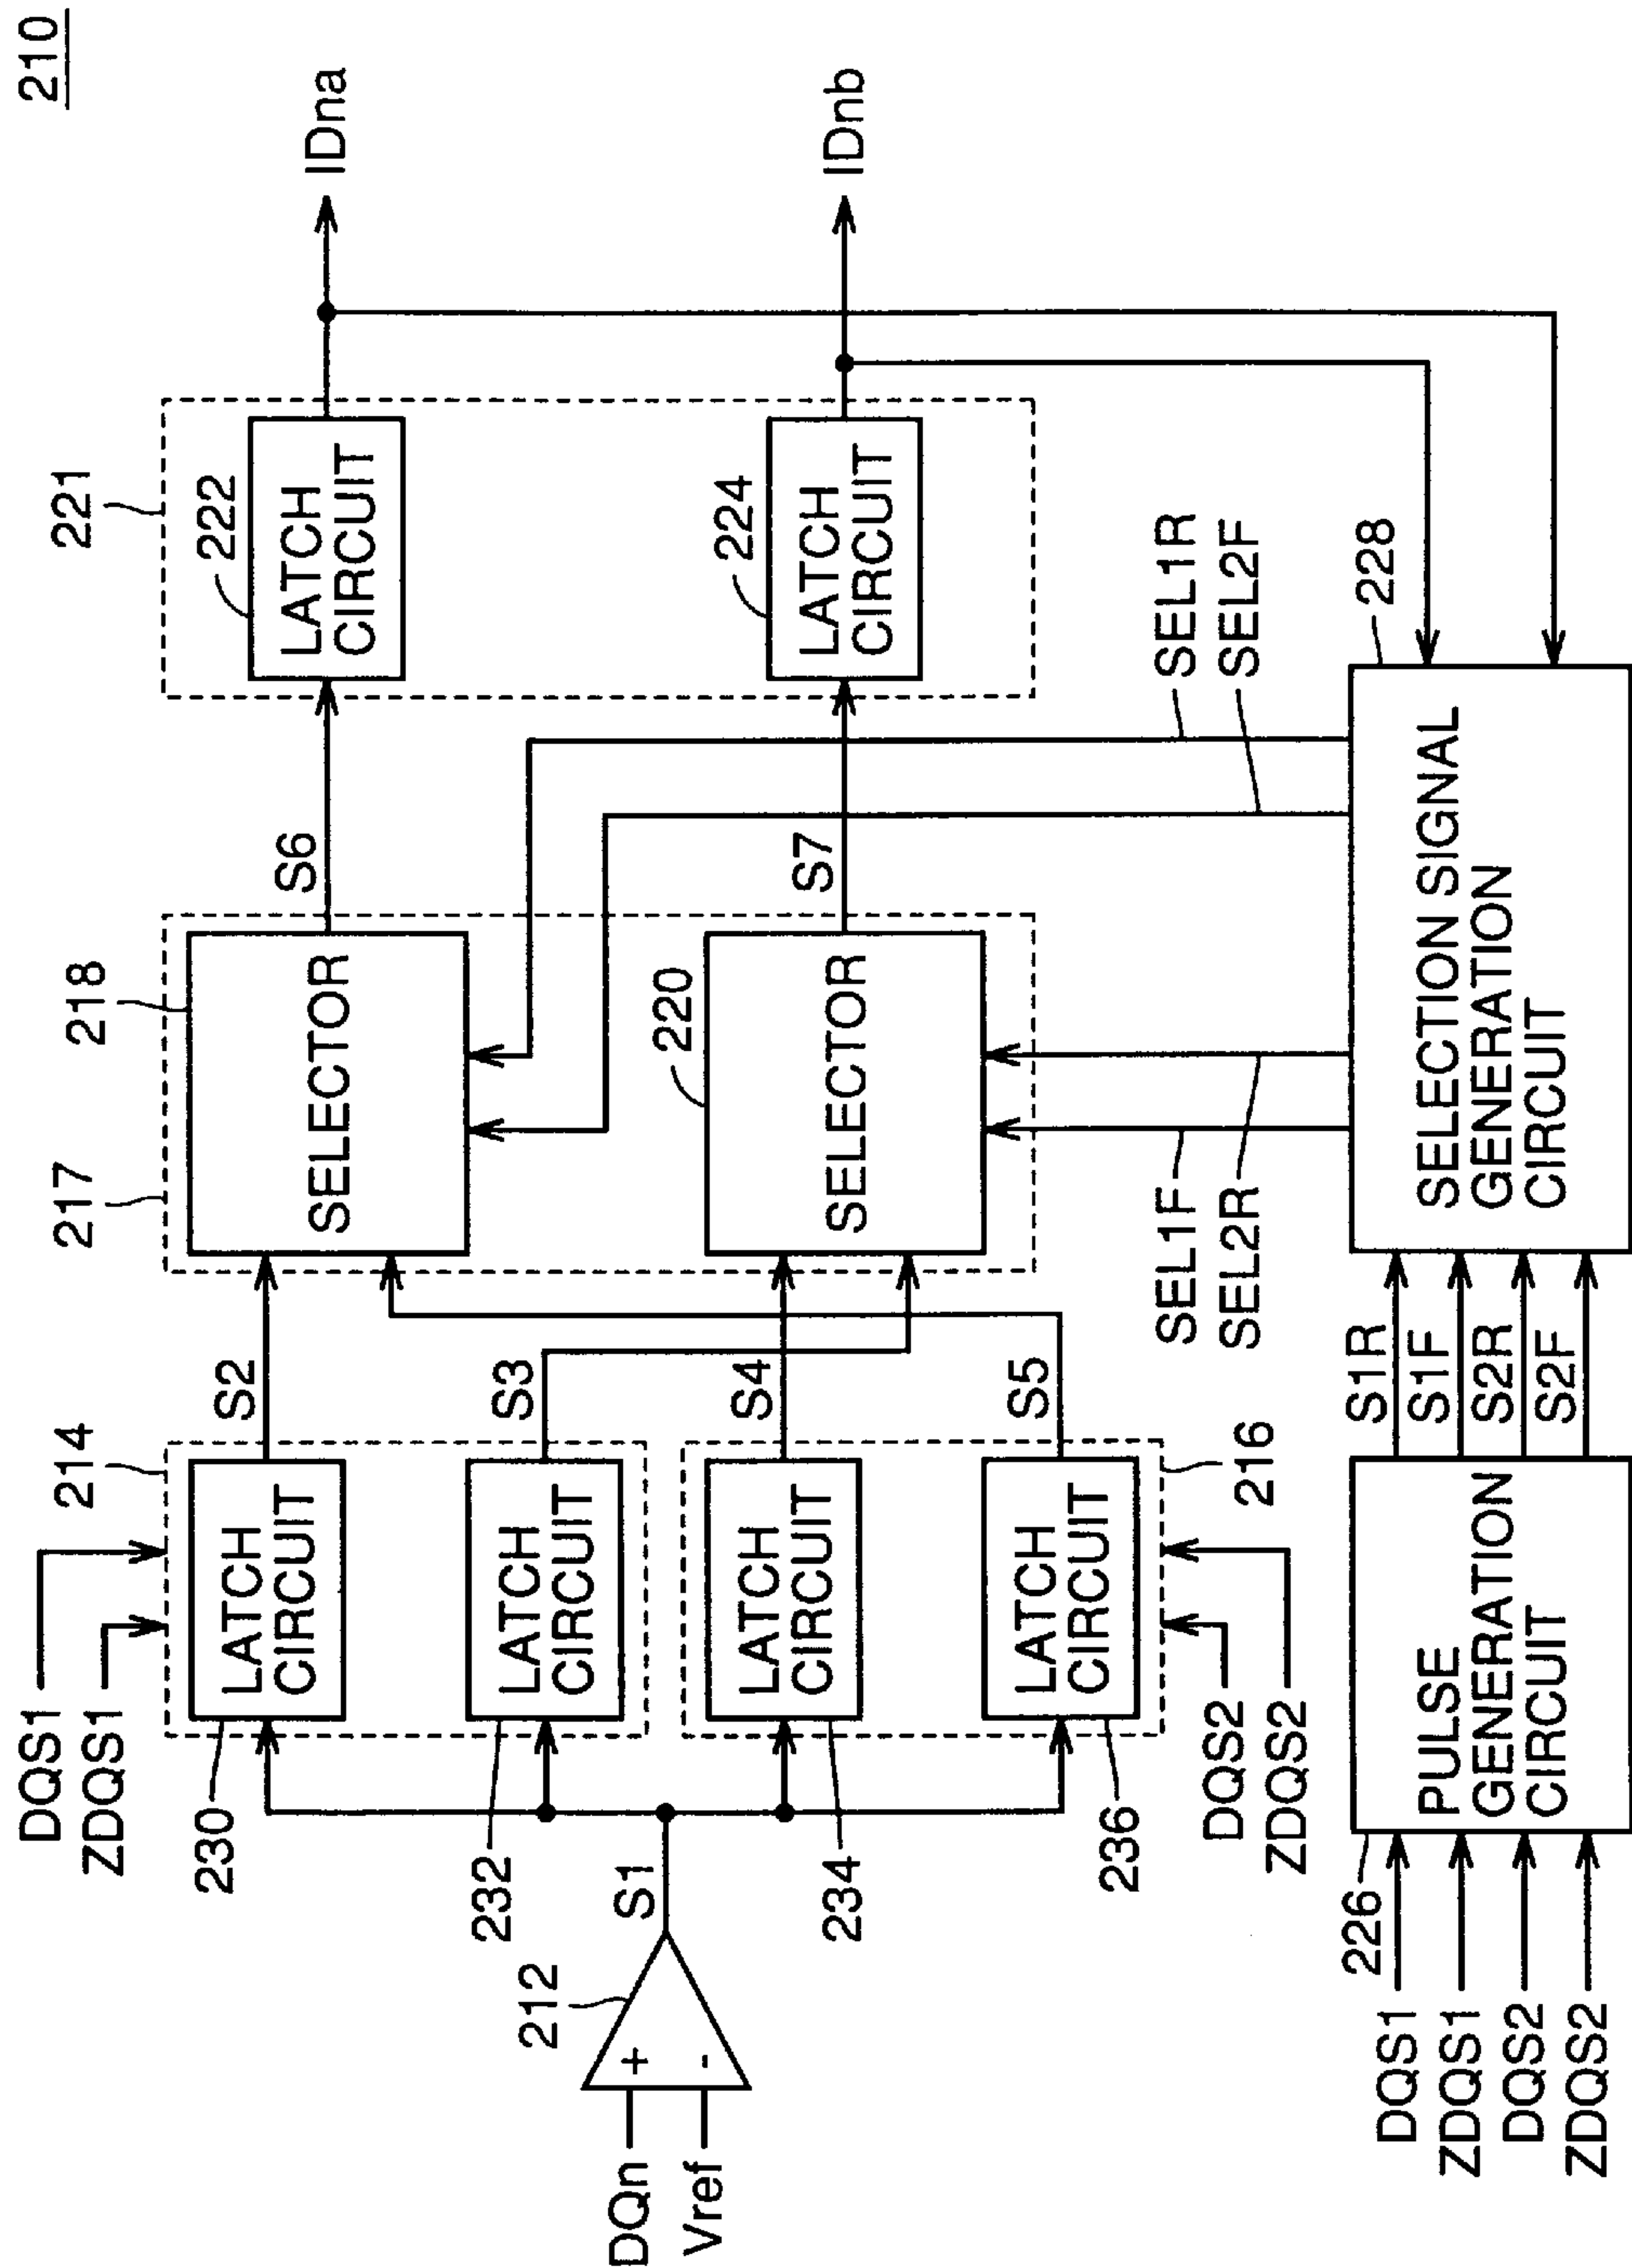 210
DQS1
ZDQS1
214
217
218
221
222
230
LATCH
CIRCUIT
S2
SELECTOR
S6
LATCH
CIRCUIT
IDna
232
LATCH
CIRCUIT
S3
212
DQn
+
Vref
-
S1
234
LATCH
CIRCUIT
S4
220
SELECTOR
S7
224
LATCH
CIRCUIT
IDnb
236
LATCH
CIRCUIT
S5
216
DQS2
ZDQS2
SEL1F
SEL2R
SEL1R
SEL2F
226
228
DQS1
ZDQS1
DQS2
ZDQS2
PULSE
GENERATION
CIRCUIT
S1R
S1F
S2R
S2F
SELECTION SIGNAL
GENERATION
CIRCUIT